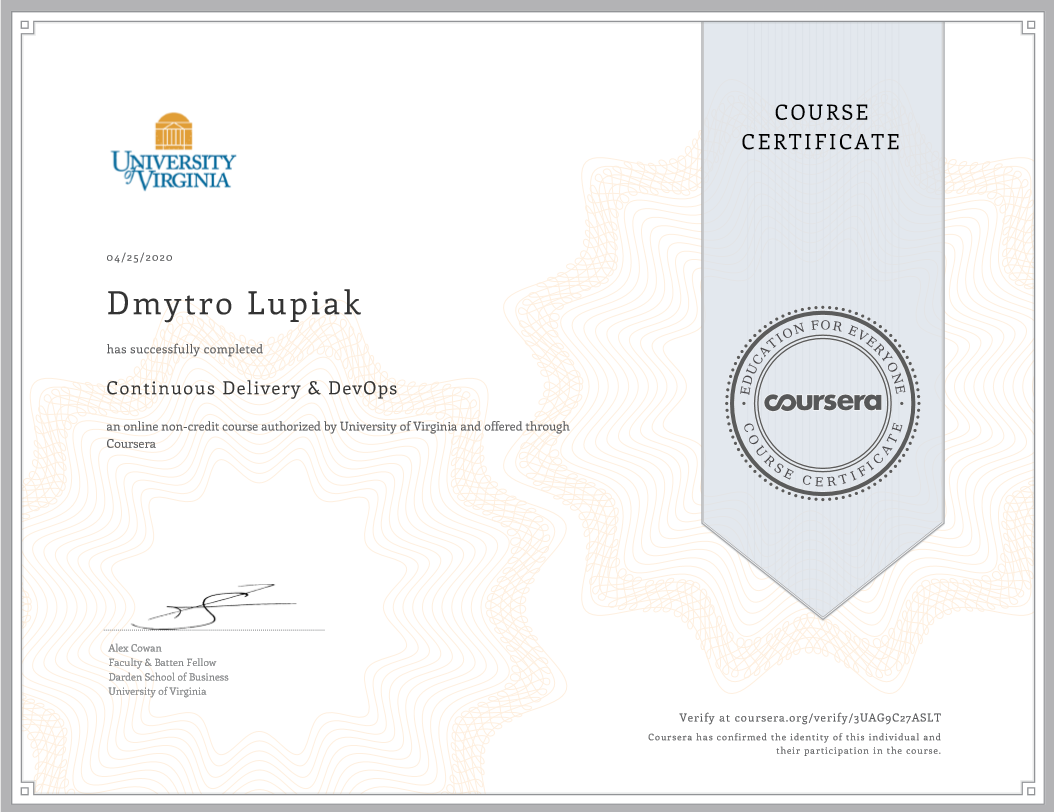 UNIVERSITY
of VIRGINIA
COURSE
CERTIFICATE
04/25/2020
Dmytro Lupiak
has successfully completed
Continuous Delivery & DevOps
an online non-credit course authorized by University of Virginia and offered through
Coursera
EDUCATION FOR EVERYONE
coursera
COURSE CERTIFICATE
Alex Cowan
Faculty & Batten Fellow
Darden School of Business
University of Virginia
Verify at coursera.org/verify/3UAG9C27ASLT
Coursera has confirmed the identity of this individual and
their participation in the course.